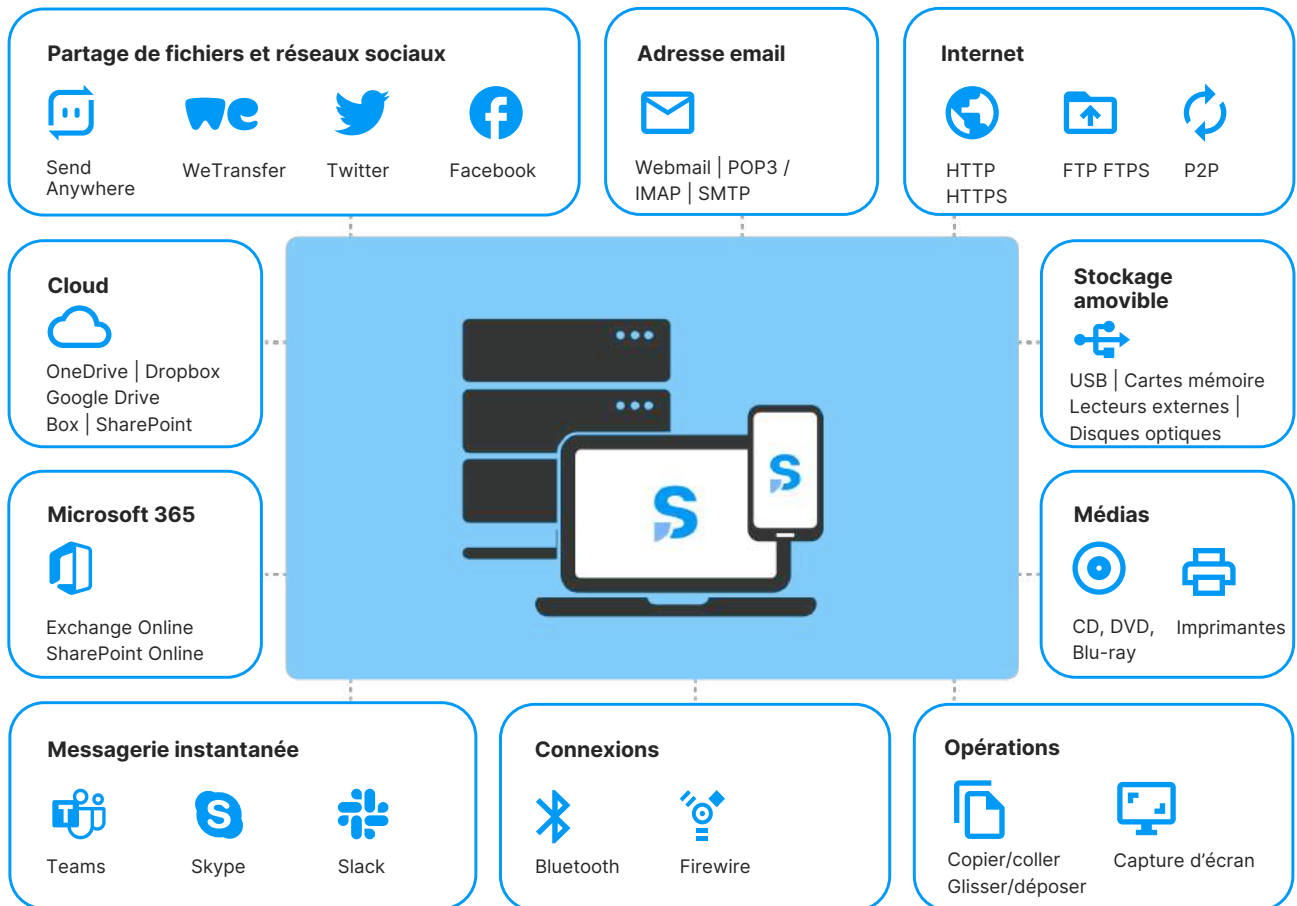 Partage de fichiers et réseaux sociaux
Send
Anywhere
WeTransfer
Twitter
Facebook
Adresse email
Webmail | POP3 /
IMAP | SMTP
Internet
HTTP
HTTPS
FTP FTPS
P2P
Cloud
OneDrive | Dropbox
Google Drive
Box | SharePoint
Stockage
amovible
USB | Cartes mémoire
Lecteurs externes |
Disques optiques
Microsoft 365
Exchange Online
SharePoint Online
Médias
CD, DVD,
Blu-ray
Imprimantes
Messagerie instantanée
Teams
Skype
Slack
Connexions
Bluetooth
Firewire
Opérations
Copier/coller
Glisser/déposer
Capture d’écran